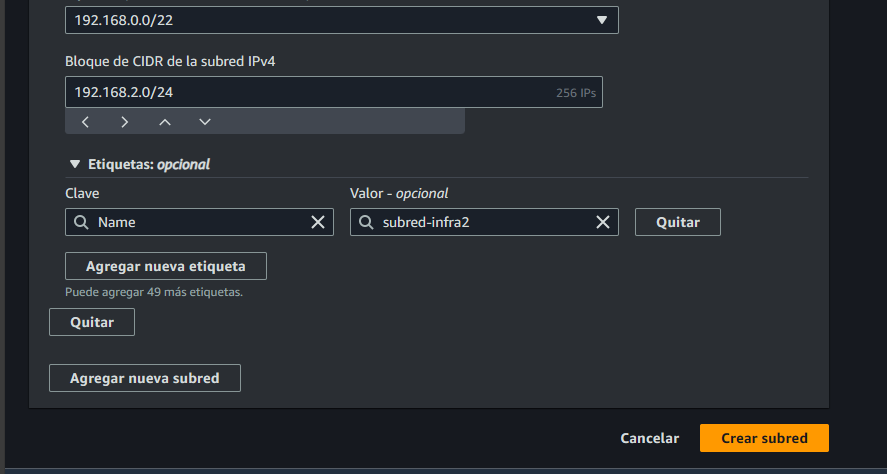 192.168.0.0/22
Bloque de CIDR de la subred IPv4
192.168.2.0/24 256 IPs
Etiquetas: opcional
Clave Valor - opcional
Name subred-infra2 Quitar
Agregar nueva etiqueta
Puede agregar 49 más etiquetas.
Quitar
Agregar nueva subred
Cancelar Crear subred